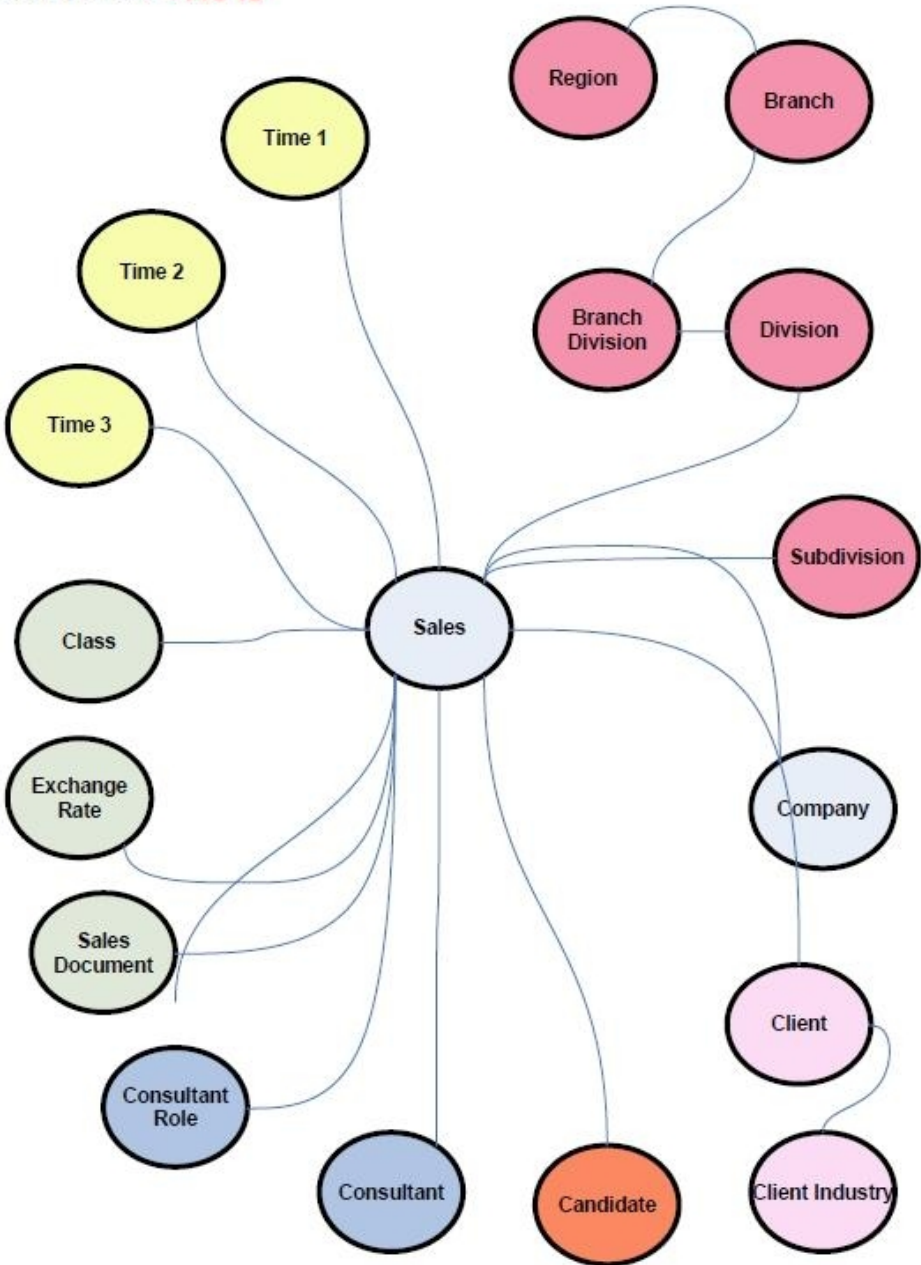 Region
Branch
Time 1
Time 2
Branch
Division
Division
Time 3
Subdivision
Sales
Class
Exchange
Rate
Company
Sales
Document
Client
Consultant
Role
Consultant
Candidate
Client Industry